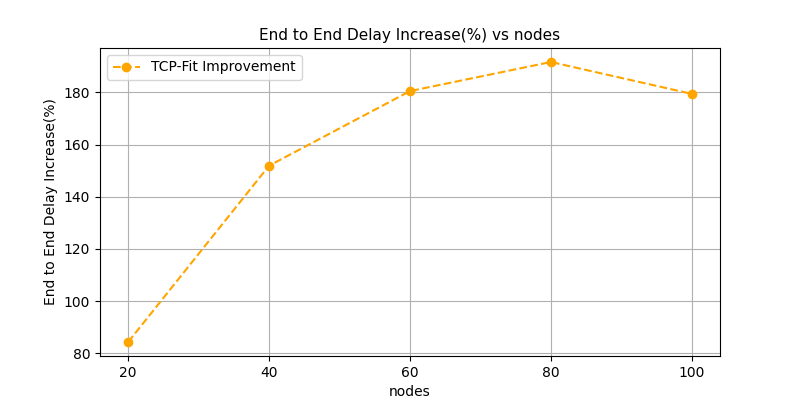 End to End Delay Increase(%) vs nodes
TCP-Fit Improvement
End to End Delay Increase(%)
180
160
140
120
100
80
20 40 60 80 100
nodes